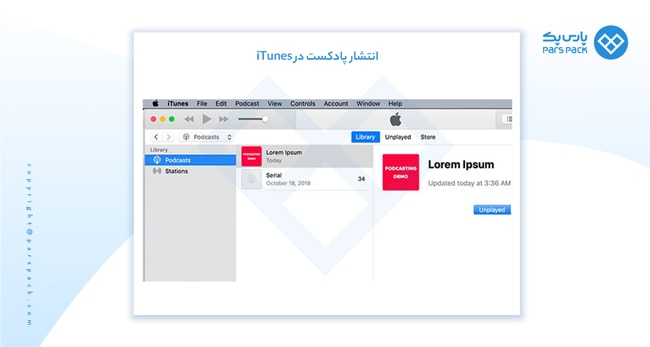 پارس پک
PARS PACK
انتشار پادکست در iTunes
iTunes File Edit Podcast View Controls Account Window Help
Podcasts
Library Unplayed Store
Library
Podcasts
Stations
Lorem Ipsum
Today
Serial
October 18, 2018
34
PODCASTING
DEMO
PODCASTING
DEMO
Lorem Ipsum
Updated today at 3:36 AM
Unplayed
copyright@parspack.com